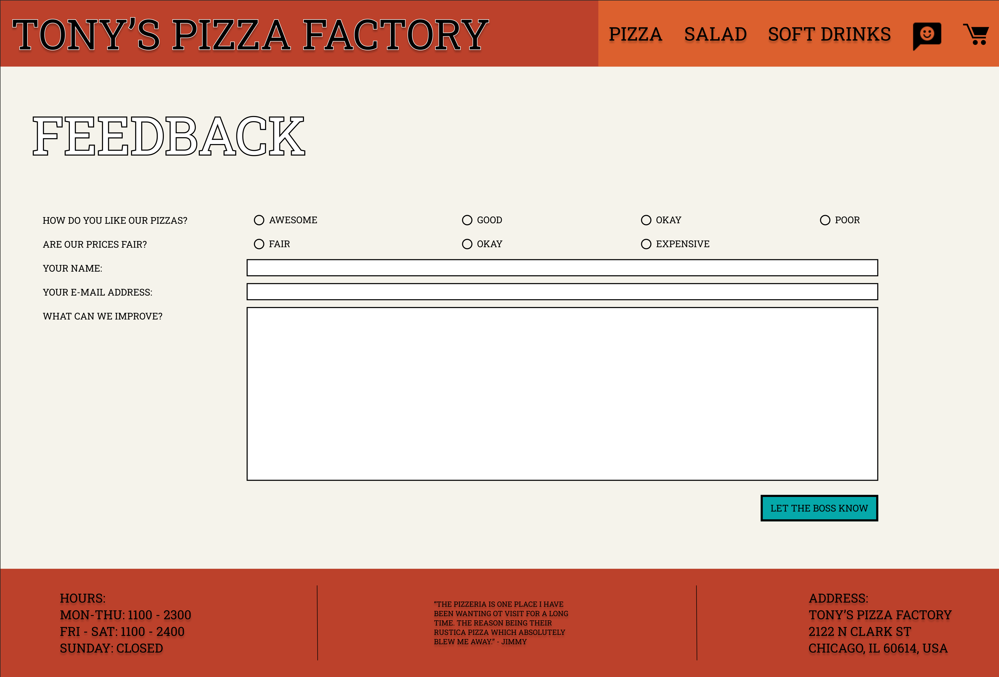 TONY’S PIZZA FACTORY
PIZZA SALAD SOFT DRINKS
FEEDBACK
HOW DO YOU LIKE OUR PIZZAS? AWESOME GOOD OKAY POOR
ARE OUR PRICES FAIR? FAIR OKAY EXPENSIVE
YOUR NAME:
YOUR E-MAIL ADDRESS:
WHAT CAN WE IMPROVE?
LET THE BOSS KNOW
HOURS:
MON-THU: 1100 - 2300
FRI - SAT: 1100 - 2400
SUNDAY: CLOSED
“THE PIZZERIA IS ONE PLACE I HAVE
BEEN WANTING OT VISIT FOR A LONG
TIME. THE REASON BEING THEIR
RUSTICA PIZZA WHICH ABSOLUTELY
BLEW ME AWAY.” - JIMMY
ADDRESS:
TONY’S PIZZA FACTORY
2122 N CLARK ST
CHICAGO, IL 60614, USA